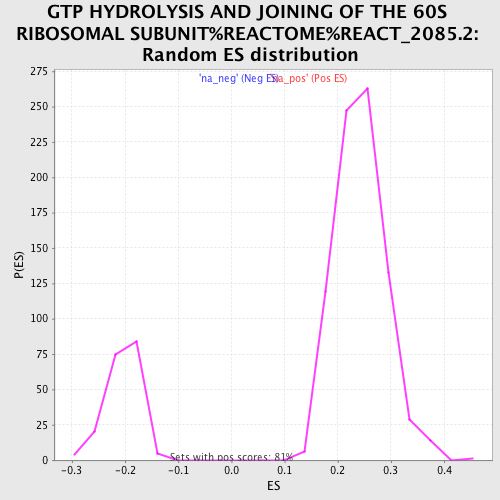 GTP HYDROLYSIS AND JOINING OF THE 60S
RIBOSOMAL SUBUNIT%REACTOME%REACT_2085.2:
Random ES distribution
'na_neg' (Neg ES)
'na_pos' (Pos ES)
275
250
225
200
175
150
125
100
75
50
25
0
P(ES)
Sets with pos scores: 81%
-0.3 -0.2 -0.1 0.0 0.1 0.2 0.3 0.4
ES